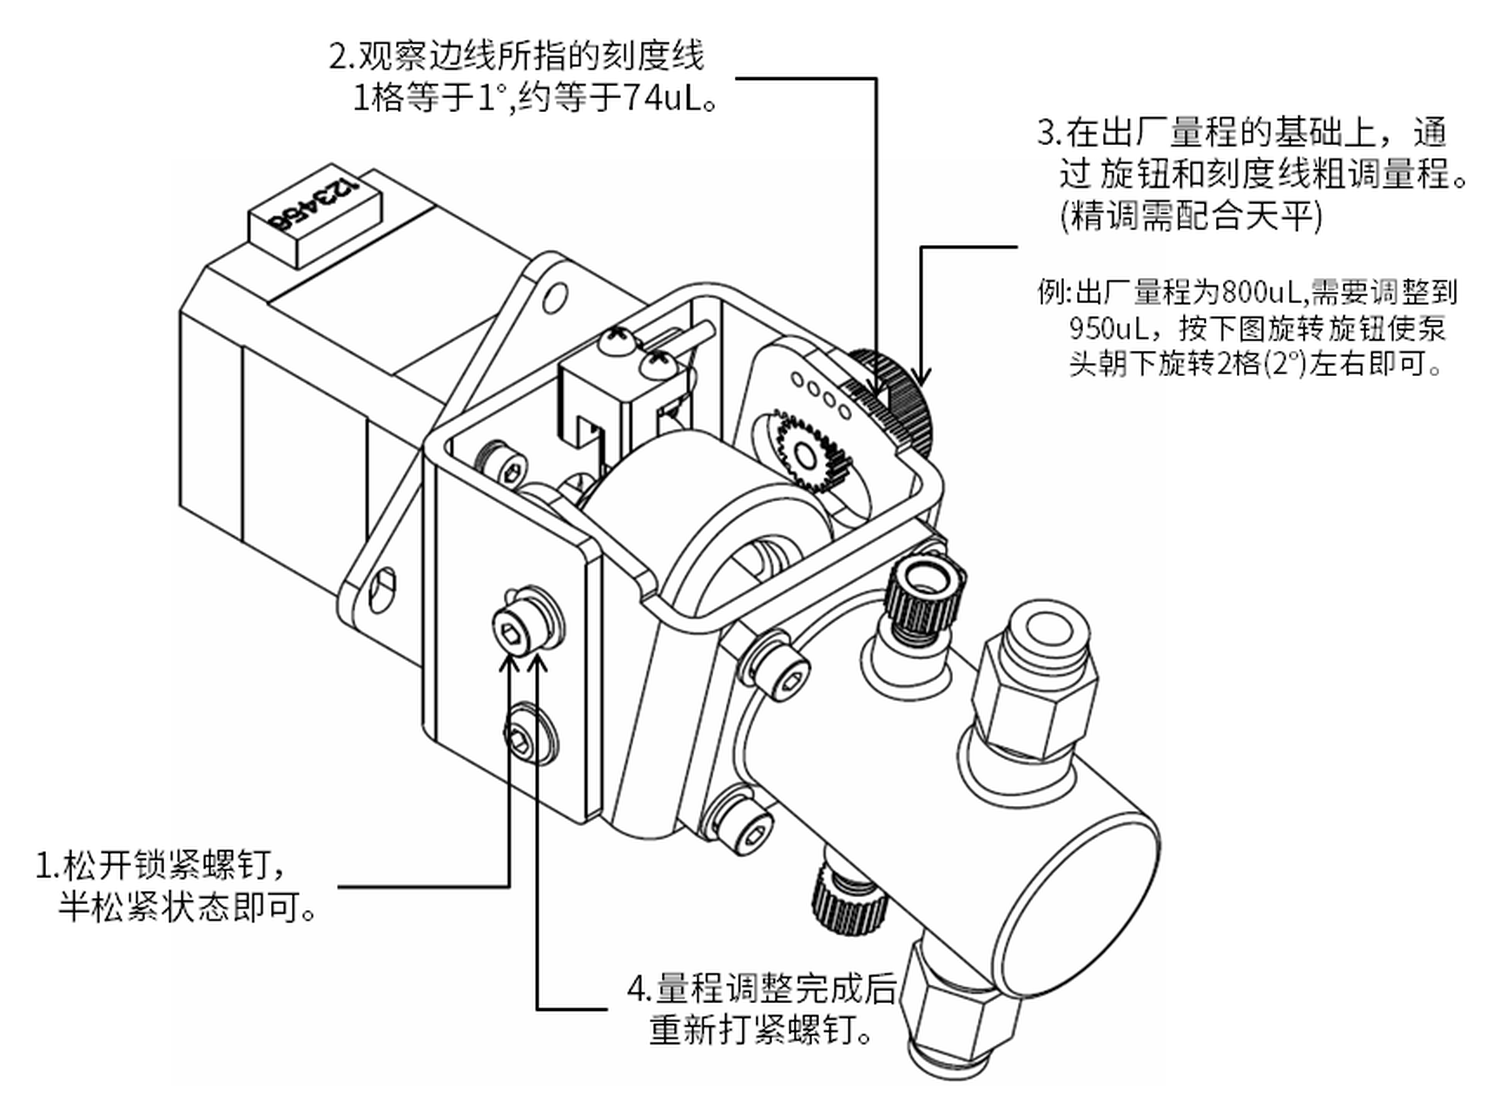 2.观察边线所指的刻度线
1格等于1°,约等于74uL。
3.在出厂量程的基础上，通
过 旋钮和刻度线粗调量程。
(精调需配合天平)
例:出厂量程为800uL,需要调整到
950uL，按下图旋转旋钮使泵
头朝下旋转2格(2°)左右即可。
123456
1.松开锁紧螺钉，
半松紧状态即可。
4.量程调整完成后
重新打紧螺钉。